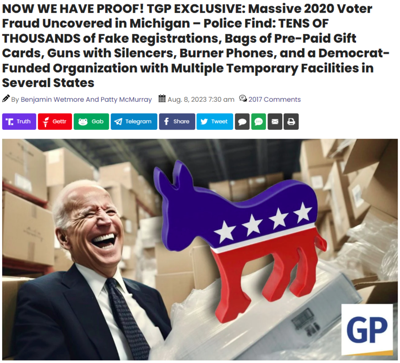 NOW WE HAVE PROOF! TGP EXCLUSIVE: Massive 2020 Voter
Fraud Uncovered in Michigan – Police Find: TENS OF
THOUSANDS of Fake Registrations, Bags of Pre-Paid Gift
Cards, Guns with Silencers, Burner Phones, and a Democrat-
Funded Organization with Multiple Temporary Facilities in
Several States
By Benjamin Wetmore And Patty McMurray Aug. 8, 2023 7:30 am 2017 Comments
Truth Gettr Gab Telegram Share Tweet
GP